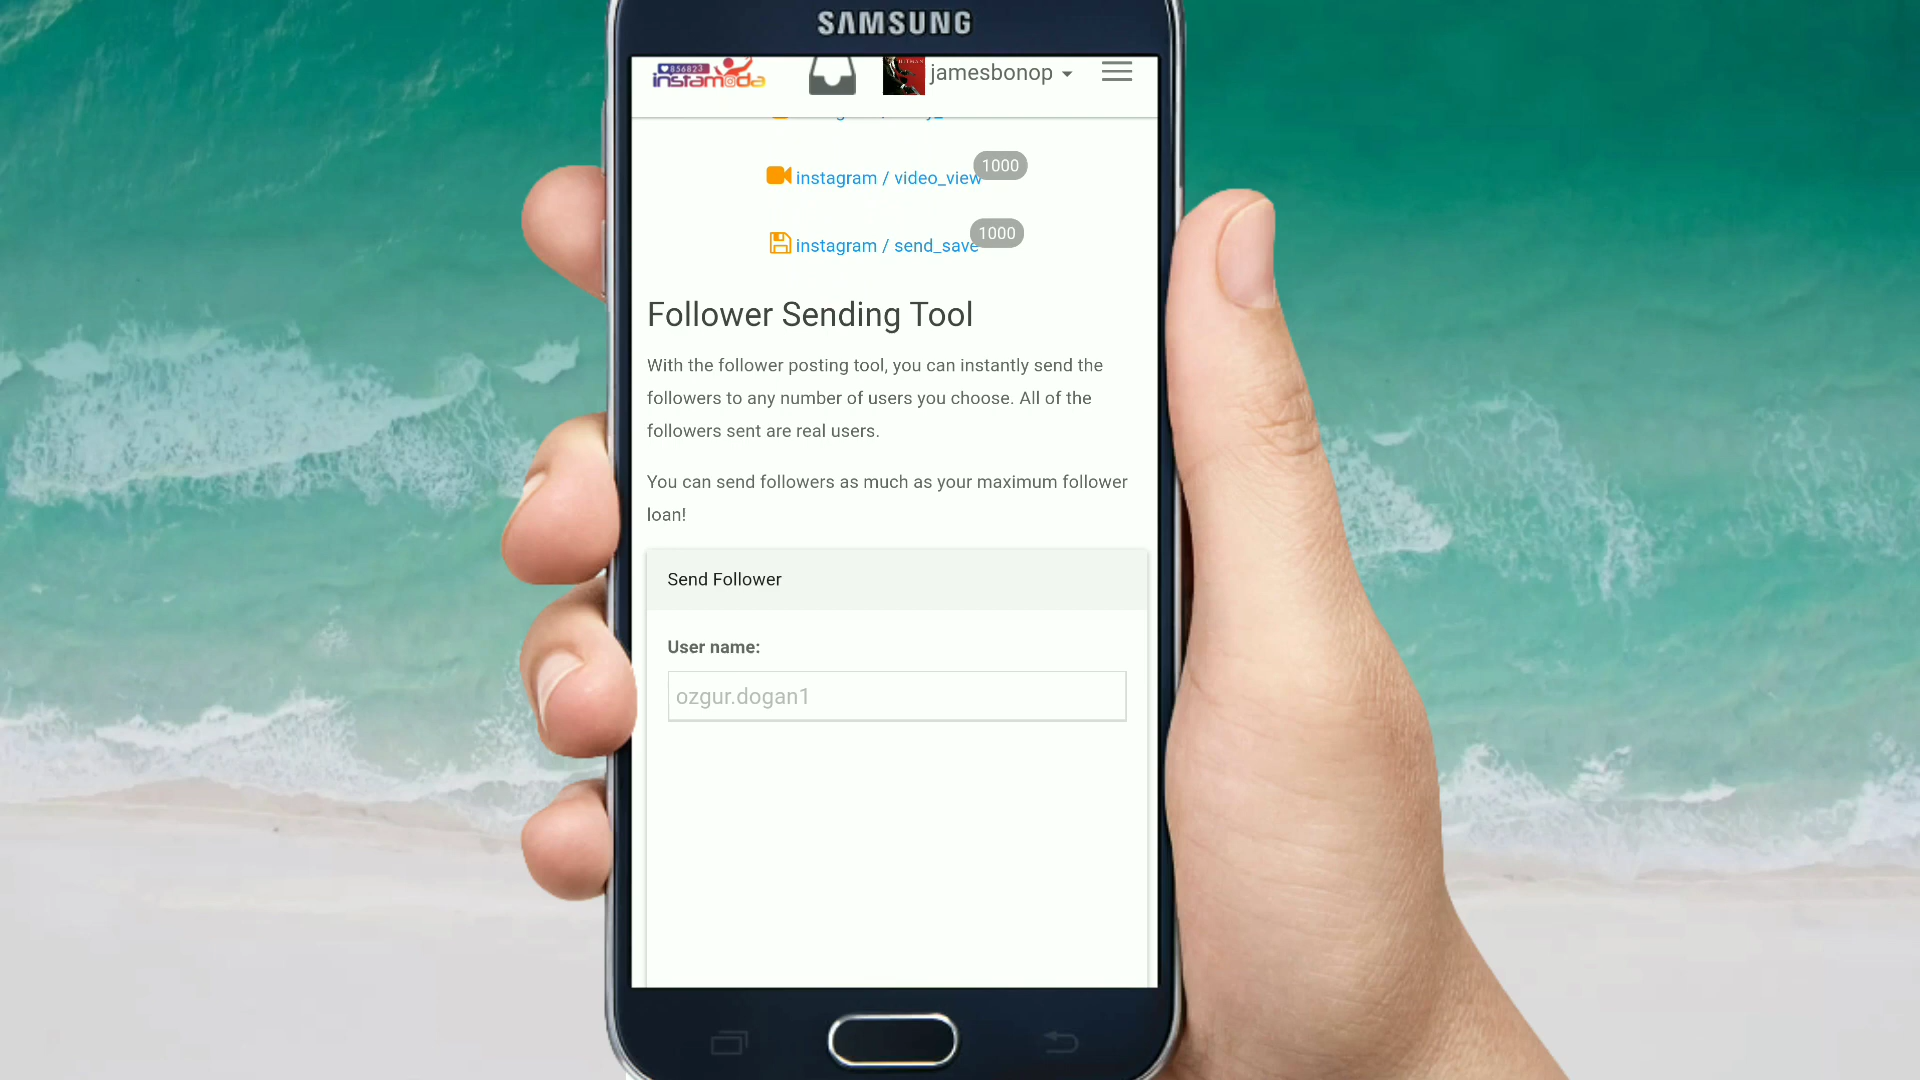 SAMSUNG
856823
instamoda
jamesbonop
instagram / video_view 1000
instagram / send_save 1000
Follower Sending Tool
With the follower posting tool, you can instantly send the
followers to any number of users you choose. All of the
followers sent are real users.
You can send followers as much as your maximum follower
loan!
Send Follower
User name:
ozgur.dogan1